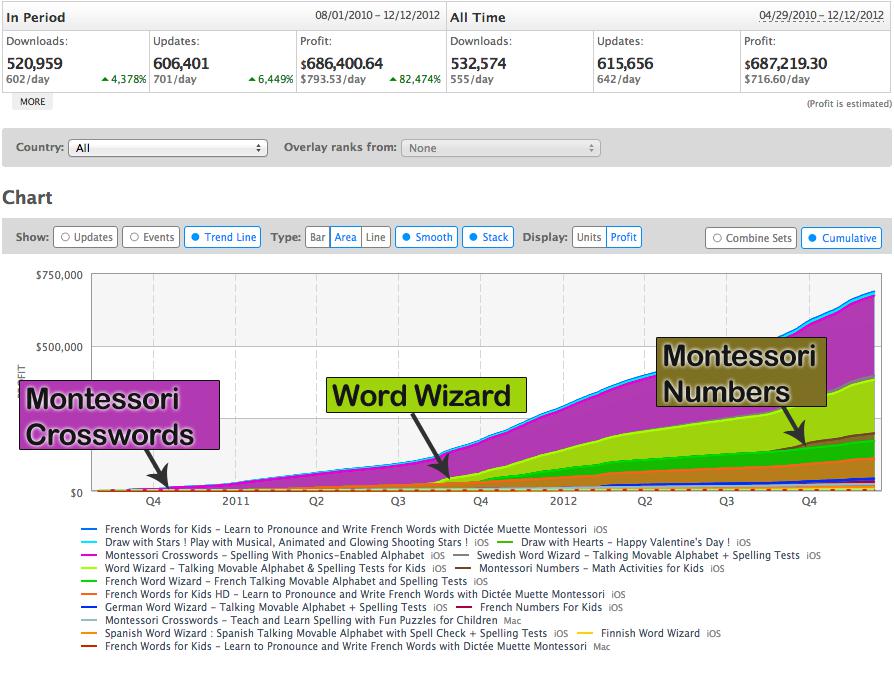 In Period 08/01/2010 – 12/12/2012 All Time 04/29/2010 – 12/12/2012
Downloads: Updates: Profit: Downloads: Updates: Profit:
520,959 606,401 $686,400.64 532,574 615,656 $687,219.30
602/day 4,378% 701/day 6,449% $793.53/day 82,474% 555/day 642/day $716.60/day
MORE (Profit is estimated)
Country: All Overlay ranks from: None
Chart
Show: Updates Events Trend Line Type: Bar Area Line Smooth Stack Display: Units Profit Combine Sets Cumulative
$750,000
$500,000
Montessori
Numbers
Word Wizard
Montessori
Crosswords
$0
Q4 2011 Q2 Q3 Q4 2012 Q2 Q3 Q4
French Words for Kids – Learn to Pronounce and Write French Words with Dictée Muette Montessori iOS
Draw with Stars ! Play with Musical, Animated and Glowing Shooting Stars ! iOS Draw with Hearts – Happy Valentine's Day ! iOS
Montessori Crosswords – Spelling With Phonics-Enabled Alphabet iOS Swedish Word Wizard – Talking Movable Alphabet + Spelling Tests iOS
Word Wizard – Talking Movable Alphabet & Spelling Tests for Kids iOS Montessori Numbers – Math Activities for Kids iOS
French Word Wizard – French Talking Movable Alphabet and Spelling Tests iOS
French Words for Kids HD – Learn to Pronounce and Write French Words with Dictée Muette Montessori iOS
German Word Wizard – Talking Movable Alphabet + Spelling Tests iOS French Numbers For Kids iOS
Montessori Crosswords – Teach and Learn Spelling with Fun Puzzles for Children Mac
Spanish Word Wizard : Spanish Talking Movable Alphabet with Spell Check + Spelling Tests iOS Finnish Word Wizard iOS
French Words for Kids – Learn to Pronounce and Write French Words with Dictée Muette Montessori Mac